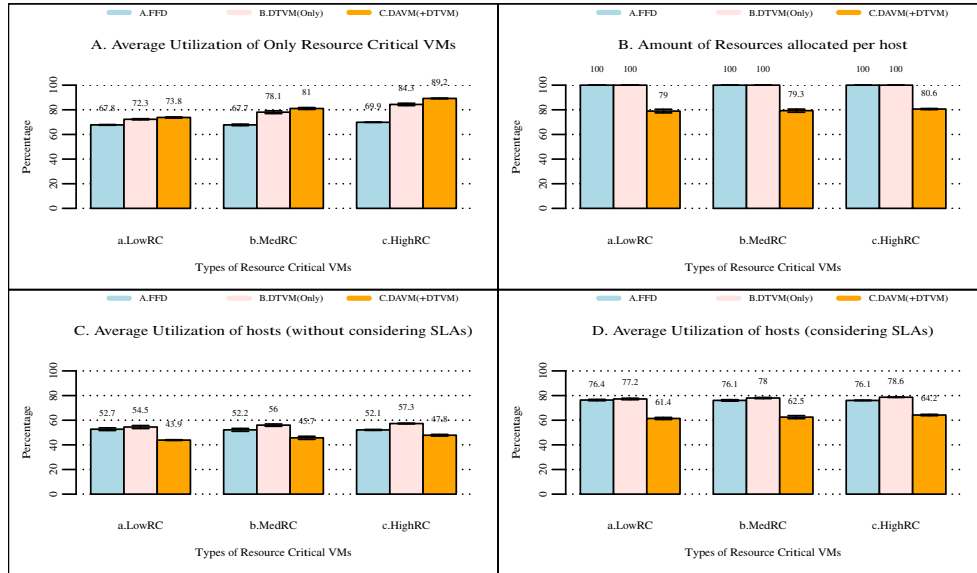 A.FFD B.DTVM(Only) C.DAVM(+DTVM)
A. Average Utilization of Only Resource Critical VMs
Percentage
0 20 40 60 80 100
67.8 72.3 73.8
67.7 78.1 81
69.9 84.3 89.2
a.LowRC b.MedRC c.HighRC
Types of Resource Critical VMs
A.FFD B.DTVM(Only) C.DAVM(+DTVM)
B. Amount of Resources allocated per host
Percentage
0 20 40 60 80 100
100 100 79
100 100 79.3
100 100 80.6
a.LowRC b.MedRC c.HighRC
Types of Resource Critical VMs
A.FFD B.DTVM(Only) C.DAVM(+DTVM)
C. Average Utilization of hosts (without considering SLAs)
Percentage
0 20 40 60 80 100
52.7 54.5 43.9
52.2 56 45.7
52.1 57.3 47.8
a.LowRC b.MedRC c.HighRC
Types of Resource Critical VMs
A.FFD B.DTVM(Only) C.DAVM(+DTVM)
D. Average Utilization of hosts (considering SLAs)
Percentage
0 20 40 60 80 100
76.4 77.2 61.4
76.1 78 62.5
76.1 78.6 64.2
a.LowRC b.MedRC c.HighRC
Types of Resource Critical VMs